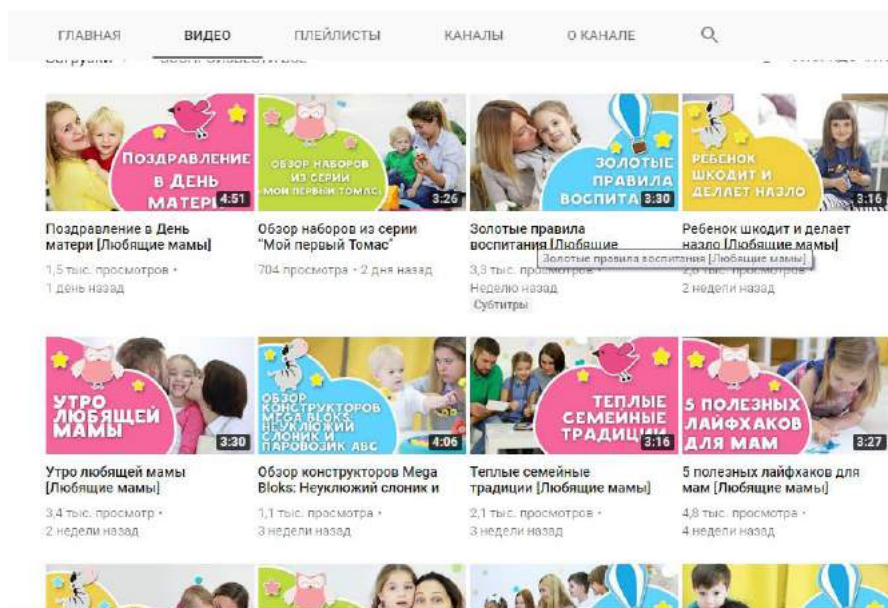 ГЛАВНАЯ ВИДЕО ПЛЕЙЛИСТЫ КАНАЛЫ О КАНАЛЕ
ПОЗДРАВЛЕНИЕ
В ДЕНЬ
МАТЕРИ
4:51
ОБЗОР НАБОРОВ
ИЗ СЕРИИ
"МОЙ ПЕРВЫЙ ТОМАС"
3:26
ЗОЛОТЫЕ
ПРАВИЛА
ВОСПИТА
3:30
РЕБЕНОК
ШКОДИТ И
ДЕЛАЕТ НАЗЛО
3:16
Поздравление в День
матери [Любящие мамы]
1,5 тыс. просмотров •
1 день назад
Обзор наборов из серии
"Мой первый Томас"
704 просмотра • 2 дня назад
Золотые правила
воспитания [Любящие
3,3 тыс. просмотров •
Неделю назад
Субтитры
Золотые правила воспитания [Любящие мамы]
Ребенок шкодит и делает
назло [Любящие мамы]
2 недели назад
УТРО
ЛЮБЯЩЕЙ
МАМЫ
3:30
ОБЗОР
КОНСТРУКТОРОВ
MEGA BLOKS:
НЕУКЛЮЖИЙ
СЛОНИК И
ПАРОВОЗИК ABC
4:06
ТЕПЛЫЕ
СЕМЕЙНЫЕ
ТРАДИЦИИ
3:16
5 ПОЛЕЗНЫХ
ЛАЙФХАКОВ
ДЛЯ МАМ
3:27
Утро любящей мамы
[Любящие мамы]
3,4 тыс. просмотр •
2 недели назад
Обзор конструкторов Mega
Bloks: Неуклюжий слоник и
1,1 тыс. просмотра •
3 недели назад
Теплые семейные
традиции [Любящие мамы]
2,1 тыс. просмотров •
3 недели назад
5 полезных лайфхаков для
мам [Любящие мамы]
4,8 тыс. просмотра •
4 недели назад